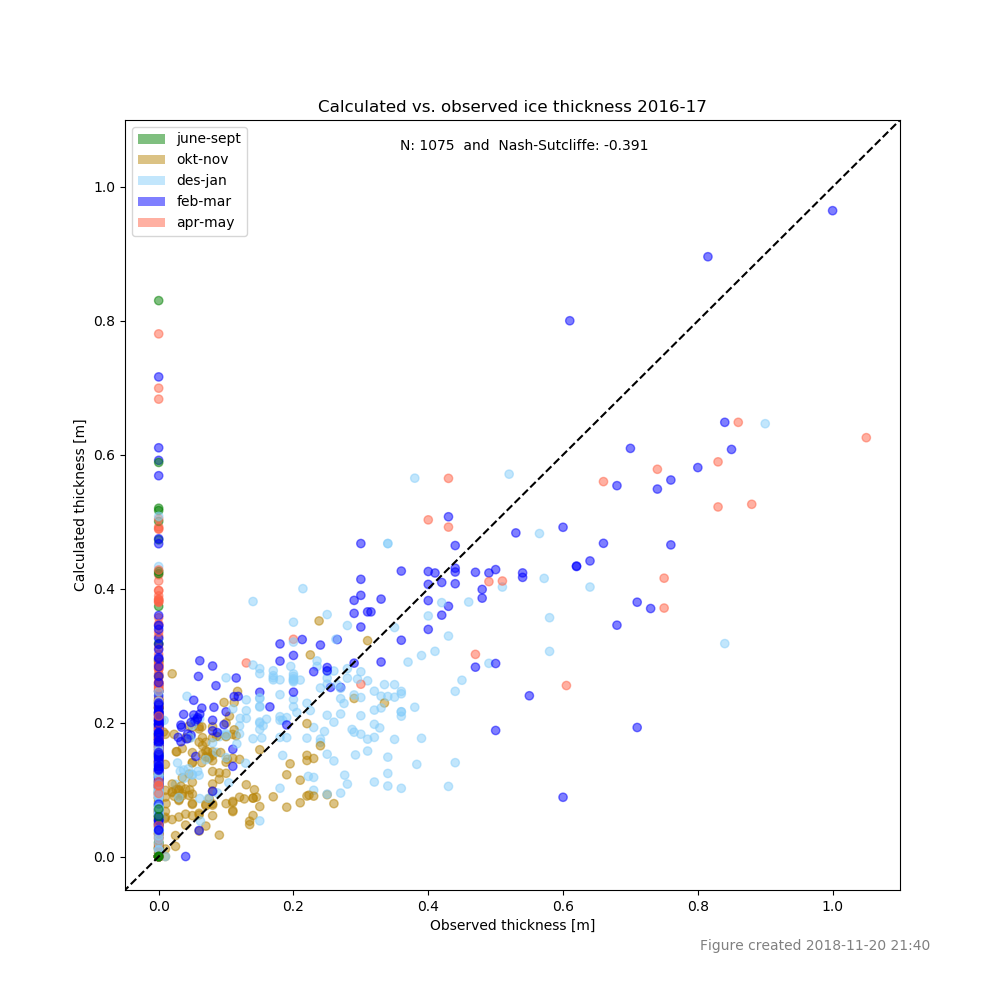 Calculated vs. observed ice thickness 2016-17
N: 1075  and  Nash-Sutcliffe: -0.391
june-sept
okt-nov
des-jan
feb-mar
apr-may
1.0
0.8
0.6
0.4
0.2
0.0
Calculated thickness [m]
0.0 0.2 0.4 0.6 0.8 1.0
Observed thickness [m]
Figure created 2018-11-20 21:40